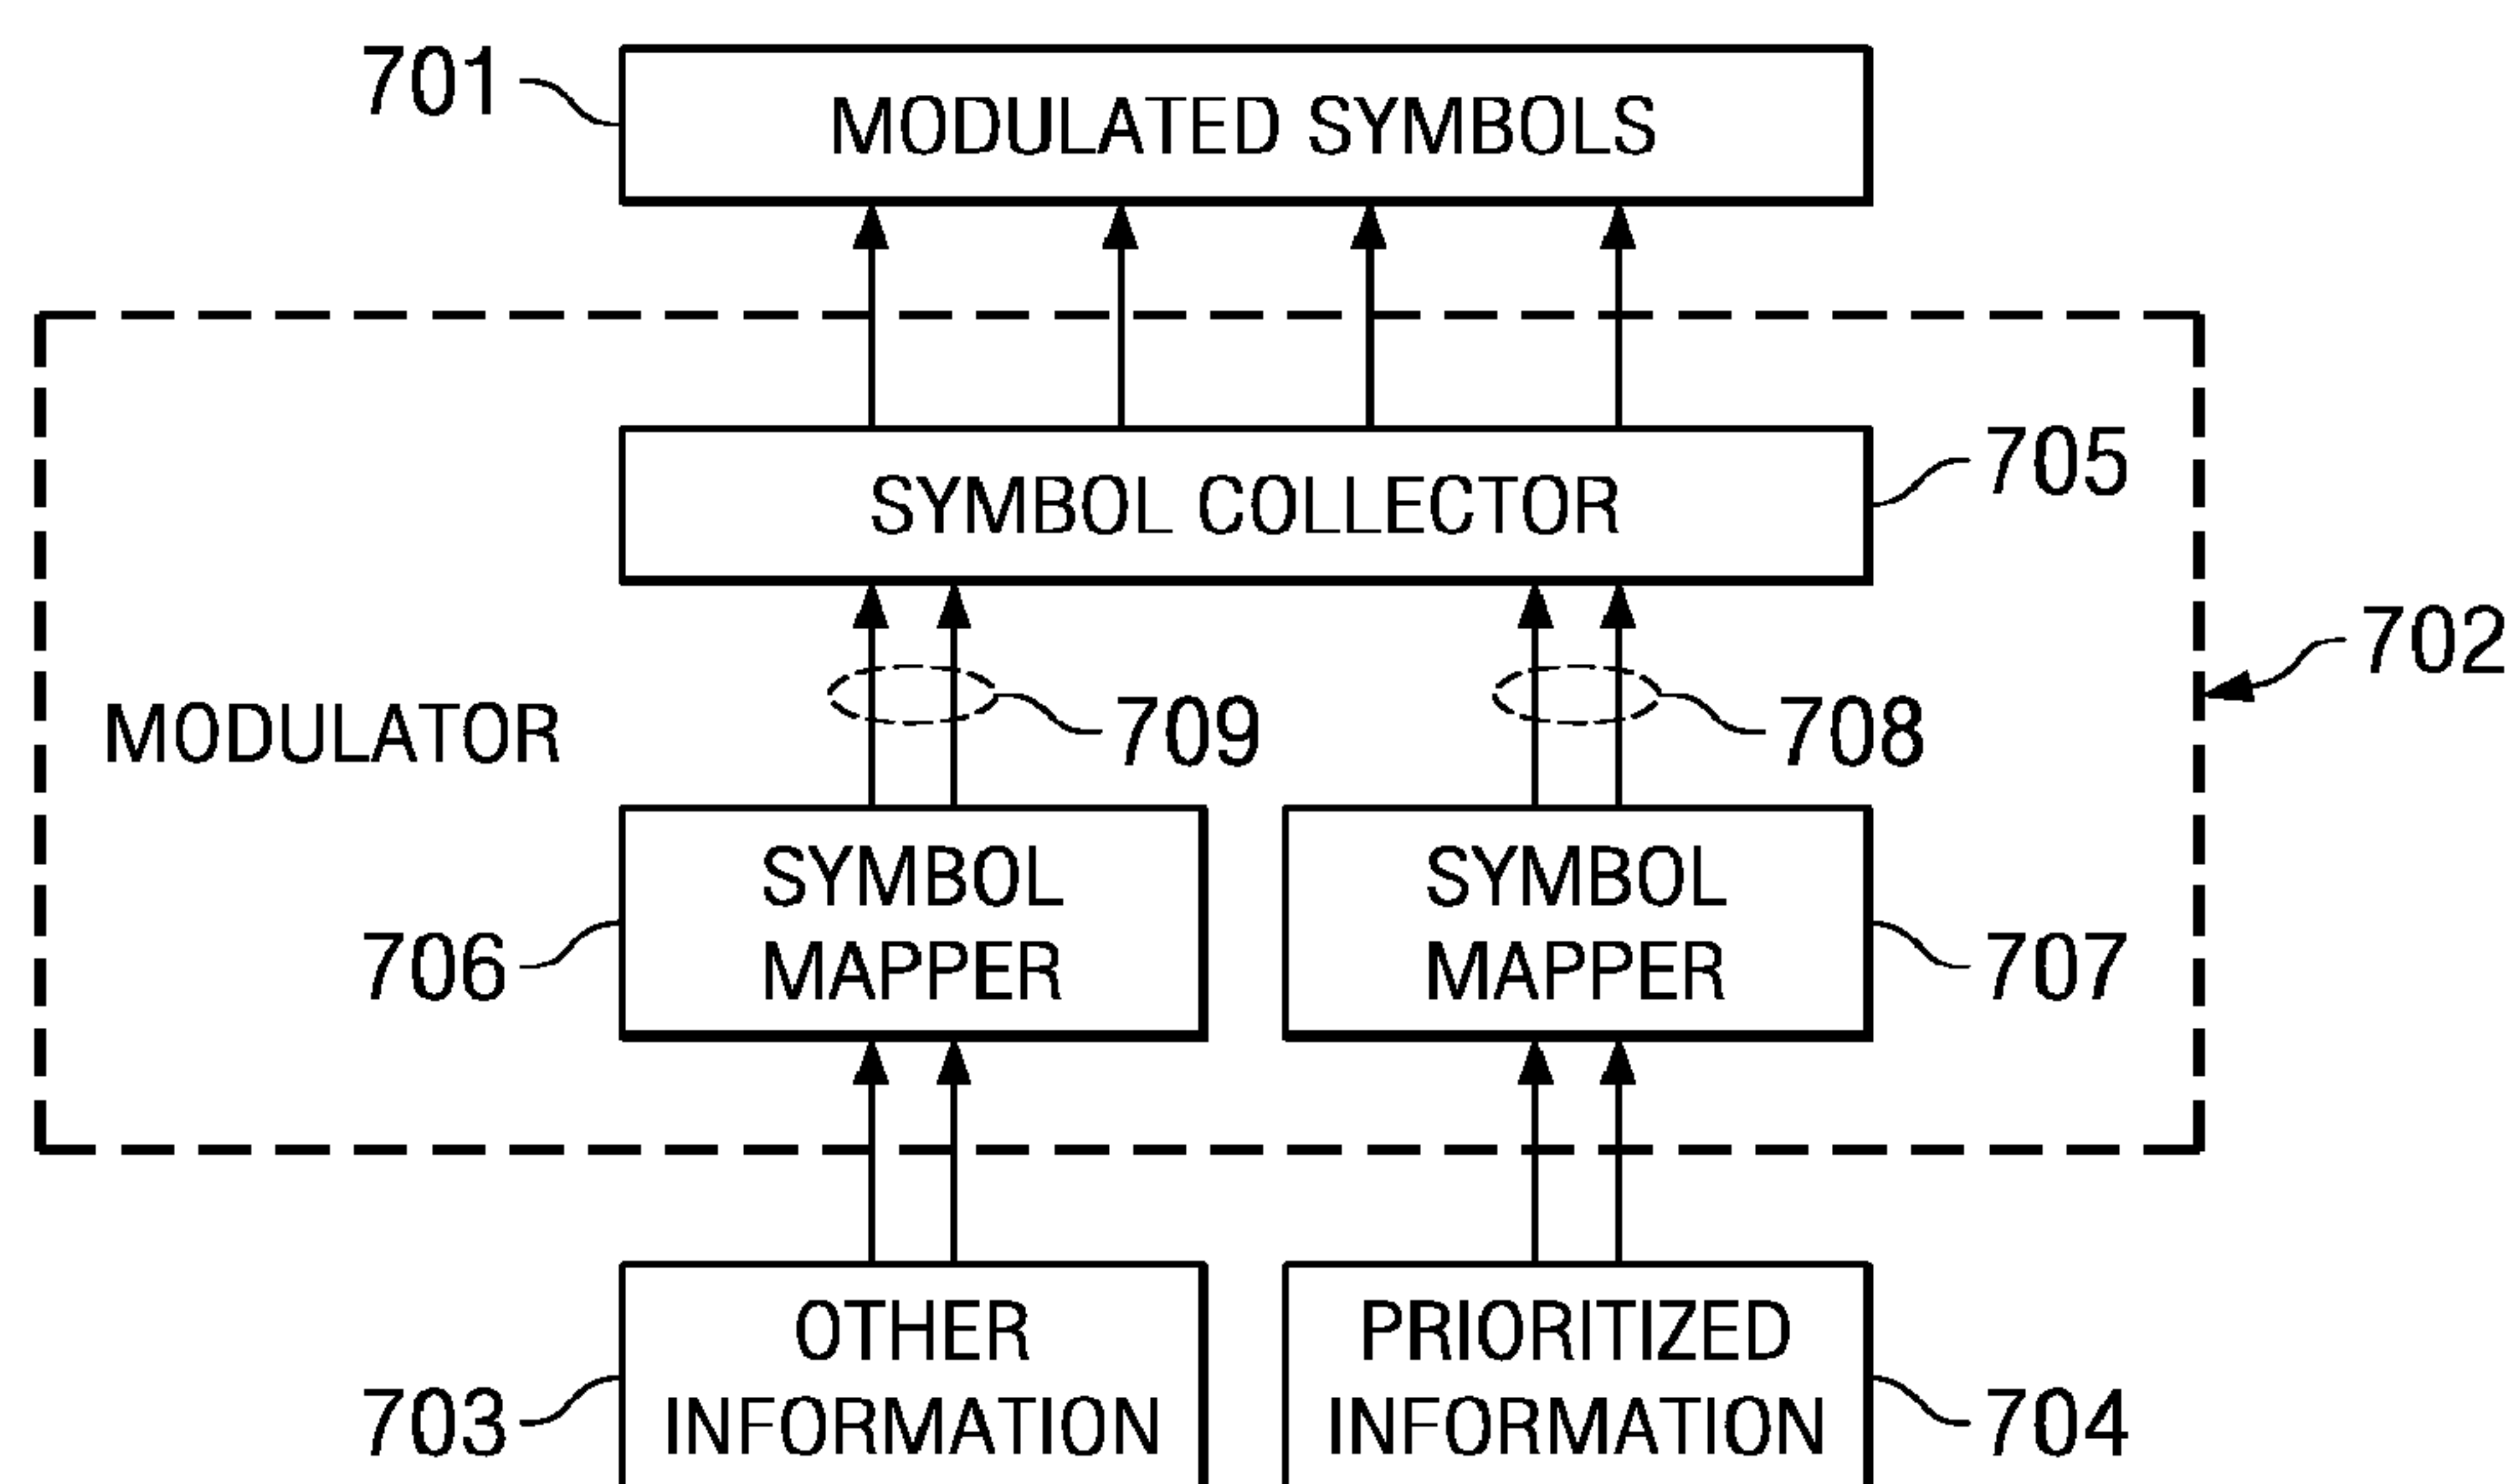 701
MODULATED SYMBOLS
SYMBOL COLLECTOR
705
702
MODULATOR
709
708
SYMBOL
MAPPER
706
SYMBOL
MAPPER
707
OTHER
INFORMATION
703
PRIORITIZED
INFORMATION
704